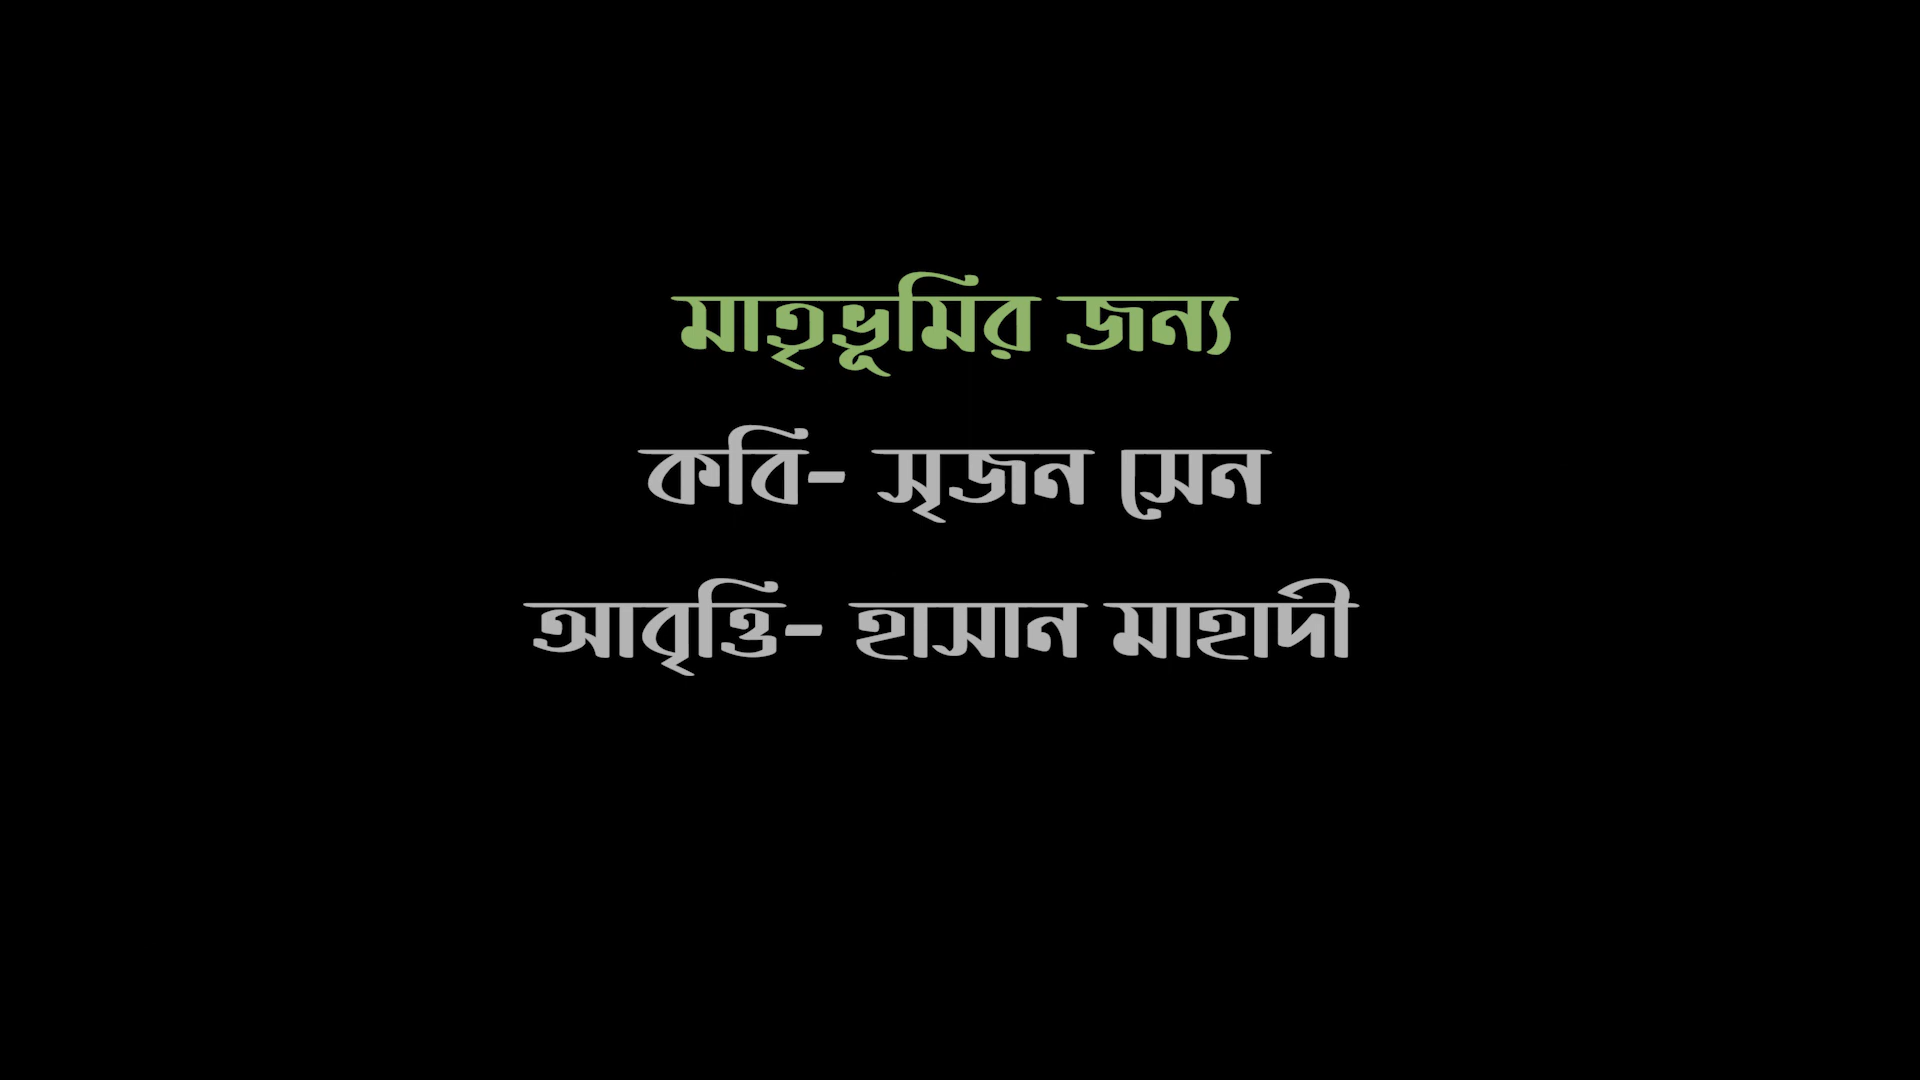 মাতৃভূমির জন্য
কবি- সৃজন সেন
আবৃত্তি- হাসান মাহাদী